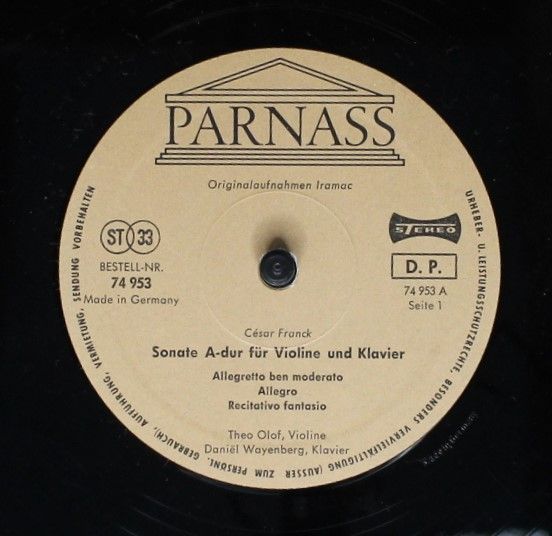 PARNASS
Originalaufnahmen Iramac
ST 33
BESTELL-NR.
74 953
Made in Germany
STEREO
D. P.
74 953 A
Seite 1
César Franck
Sonate A-dur für Violine und Klavier
Allegretto ben moderato
Allegro
Recitativo fantasio
Theo Olof, Violine
Daniël Wayenberg, Klavier
URHEBER- U. LEISTUNGSSCHUTZRECHTE, BESONDERS VERVIELFÄLTIGUNG (AUSSER ZUM PERSÖNL. GEBRAUCH), AUFFÜHRUNG, VERMIETUNG, SENDUNG VORBEHALTEN